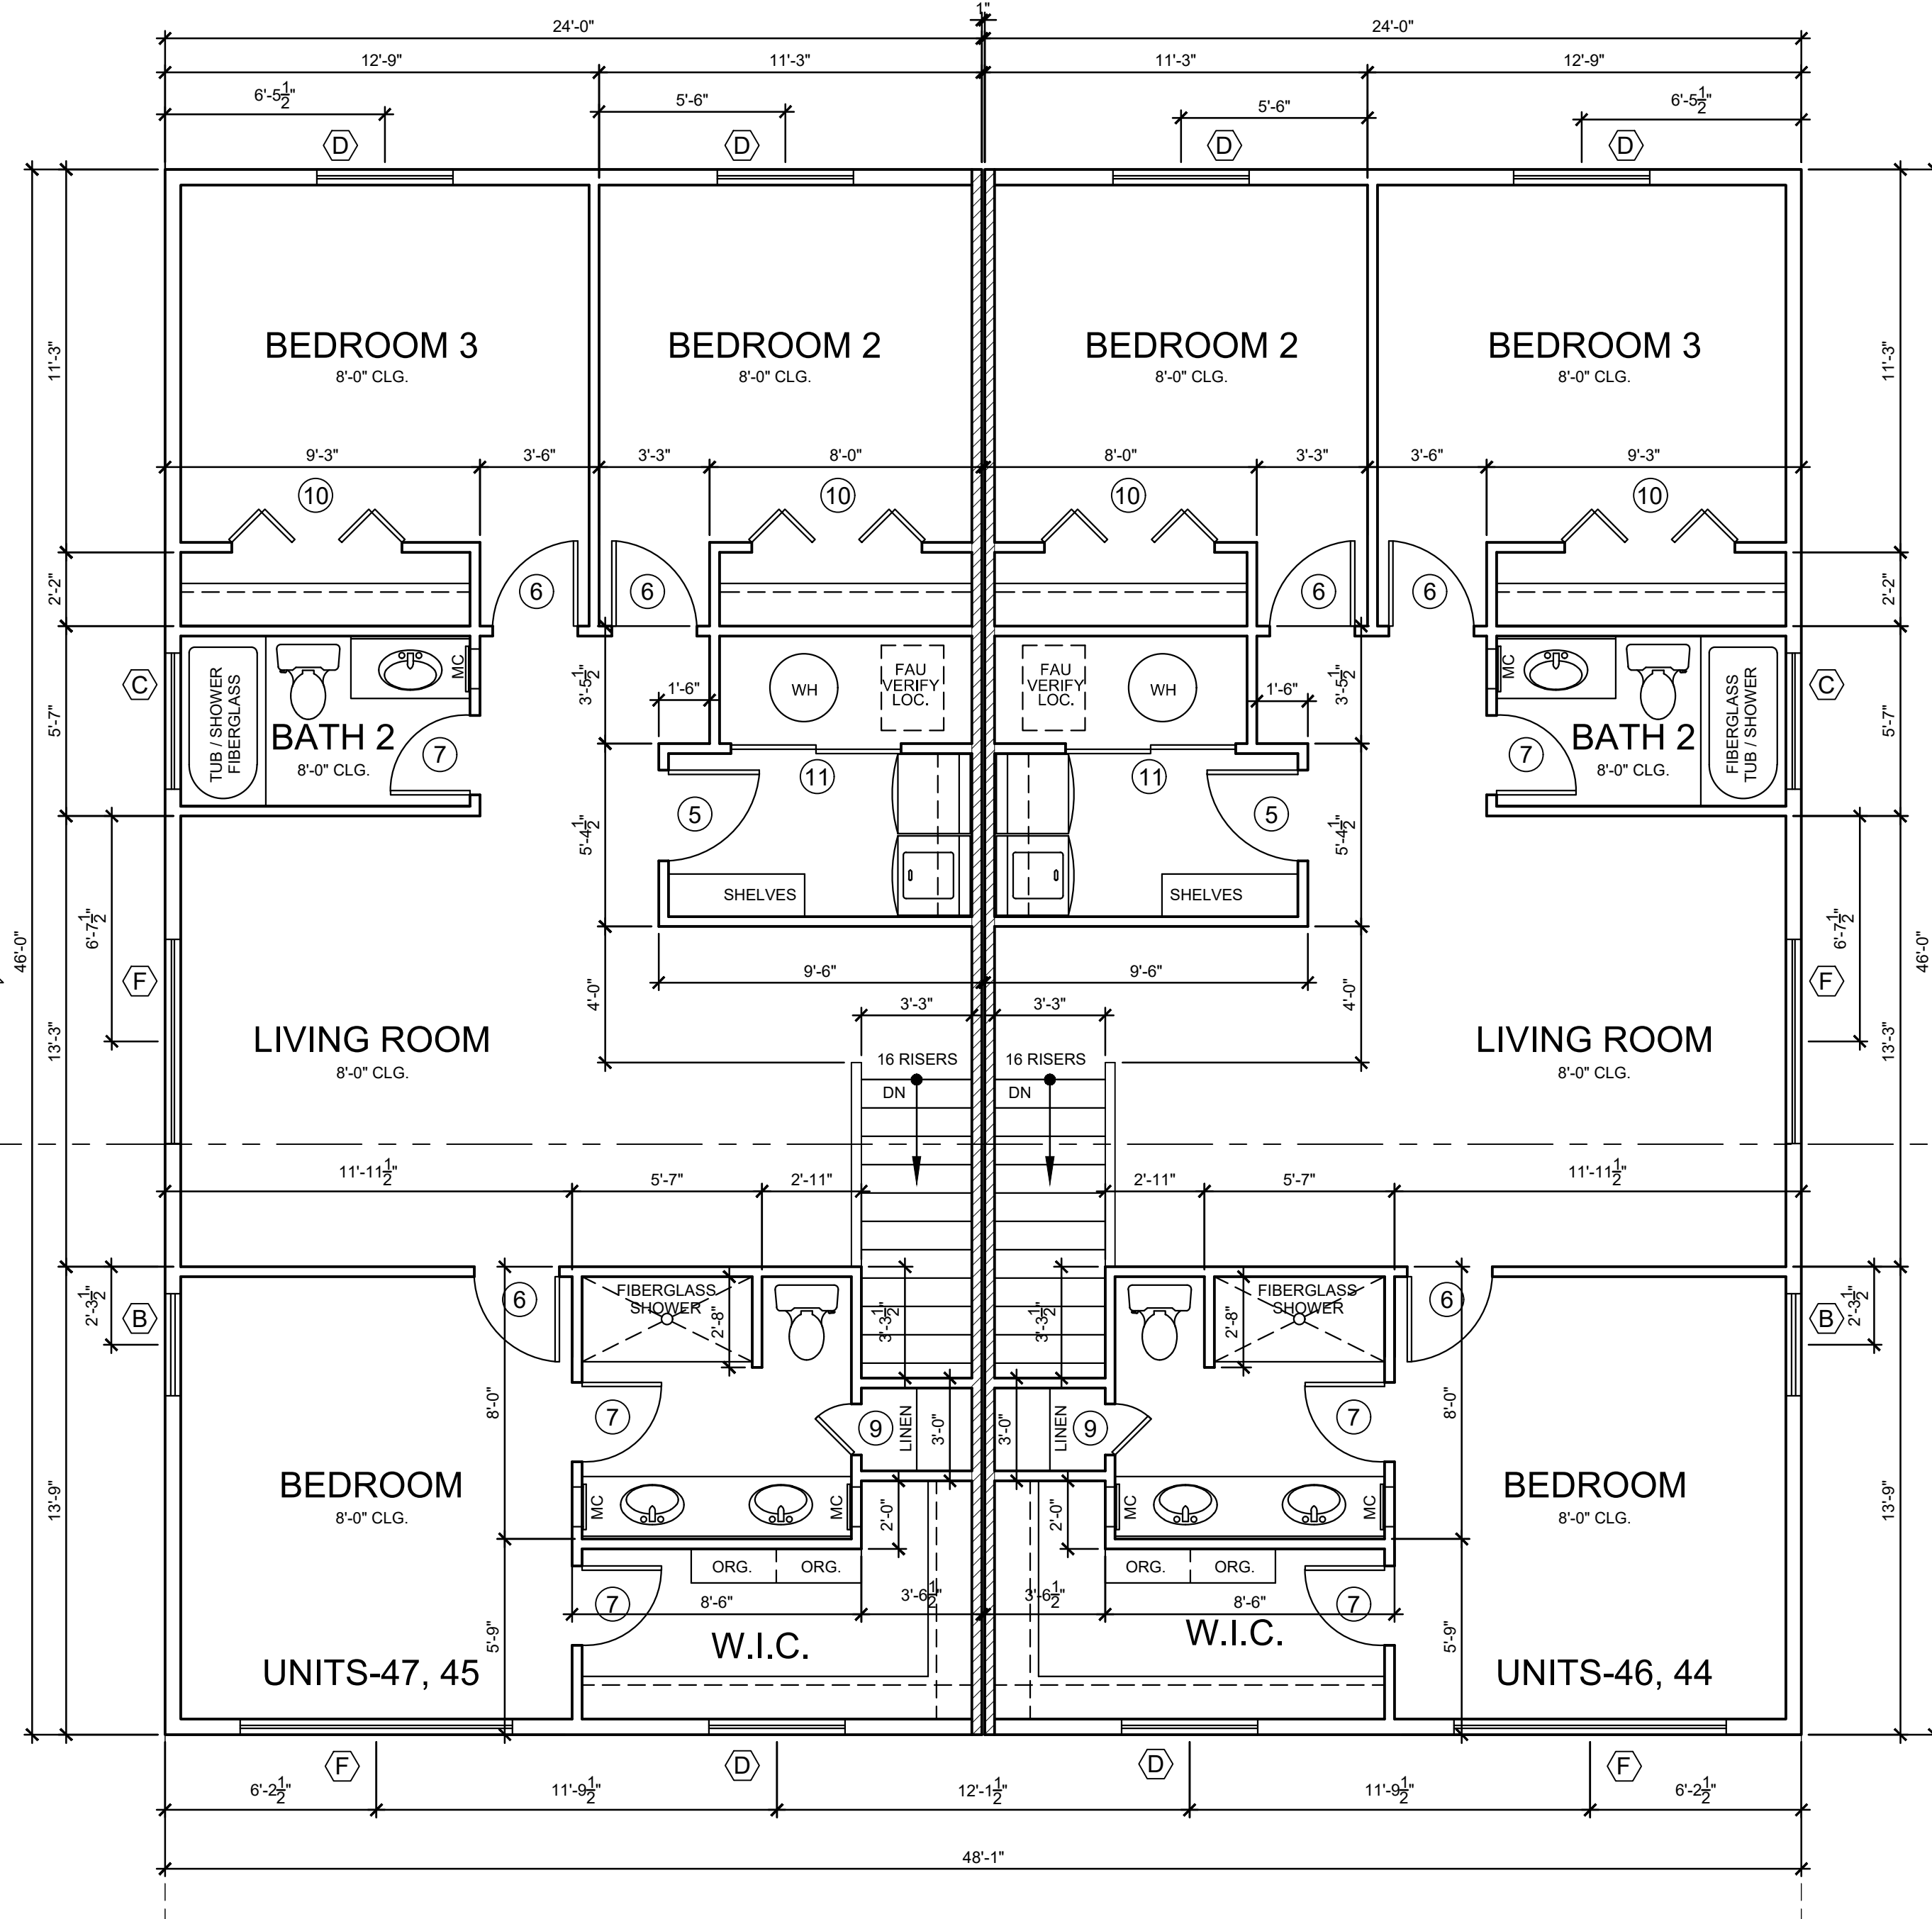 1"
24'-0" 24'-0"
12'-9" 11'-3" 11'-3" 12'-9"
6'-5 1/2" 5'-6" 5'-6" 6'-5 1/2"
D D D D
BEDROOM 3 BEDROOM 2 BEDROOM 2 BEDROOM 3
8'-0" CLG. 8'-0" CLG. 8'-0" CLG. 8'-0" CLG.
11'-3" 11'-3"
9'-3" 3'-6" 3'-3" 8'-0" 8'-0" 3'-3" 3'-6" 9'-3"
10 10 10 10
2'-2" 6 6 6 6 2'-2"
C TUB / SHOWER FIBERGLASS MC 3'-5 1/2" 1'-6" WH FAU VERIFY LOC. FAU VERIFY LOC. WH 1'-6" 3'-5 1/2" MC FIBERGLASS TUB / SHOWER C
5'-7" BATH 2 7 7 BATH 2 5'-7"
8'-0" CLG. 11 11 8'-0" CLG.
5'-4 1/2" 5 5 5'-4 1/2"
SHELVES SHELVES
46'-0" 6'-7 1/2" 6'-7 1/2" 46'-0"
F 4'-0" 9'-6" 9'-6" 4'-0" F
3'-3" 3'-3"
LIVING ROOM LIVING ROOM
13'-3" 8'-0" CLG. 16 RISERS 16 RISERS 8'-0" CLG. 13'-3"
DN DN
11'-11 1/2" 5'-7" 2'-11" 2'-11" 5'-7" 11'-11 1/2"
2'-3 1/2" B 6 FIBERGLASS SHOWER 2'-8" 3'-3 1/2" 3'-3 1/2" 2'-8" FIBERGLASS SHOWER 6 B 2'-3 1/2"
8'-0" 7 9 LINEN 3'-0" 3'-0" LINEN 9 7 8'-0"
BEDROOM BEDROOM
13'-9" 8'-0" CLG. MC MC 2'-0" 2'-0" MC MC 8'-0" CLG. 13'-9"
ORG. ORG. ORG. ORG.
7 8'-6" 3'-6 1/2" 3'-6 1/2" 8'-6" 7
5'-9" W.I.C. W.I.C. 5'-9"
UNITS-47, 45 UNITS-46, 44
F D D F
6'-2 1/2" 11'-9 1/2" 12'-1 1/2" 11'-9 1/2" 6'-2 1/2"
48'-1"